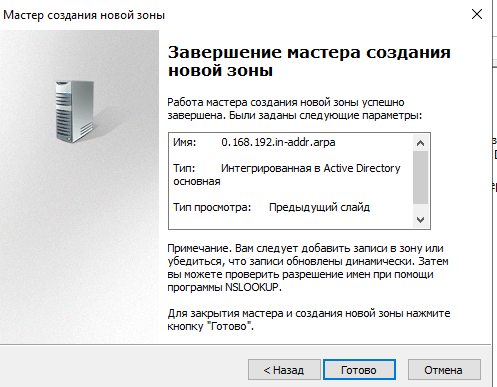 Мастер создания новой зоны
Завершение мастера создания
новой зоны
Работа мастера создания новой зоны успешно
завершена. Были заданы следующие параметры:
Имя: 0.168.192.in-addr.arpa
Тип: Интегрированная в Active Directory
основная
Тип просмотра: Предыдущий слайд
Примечание. Вам следует добавить записи в зону или
убедиться, что записи обновлены динамически. Затем
вы можете проверить разрешение имен при помощи
программы NSLOOKUP.
Для закрытия мастера и создания новой зоны нажмите
кнопку "Готово".
< Назад
Готово
Отмена